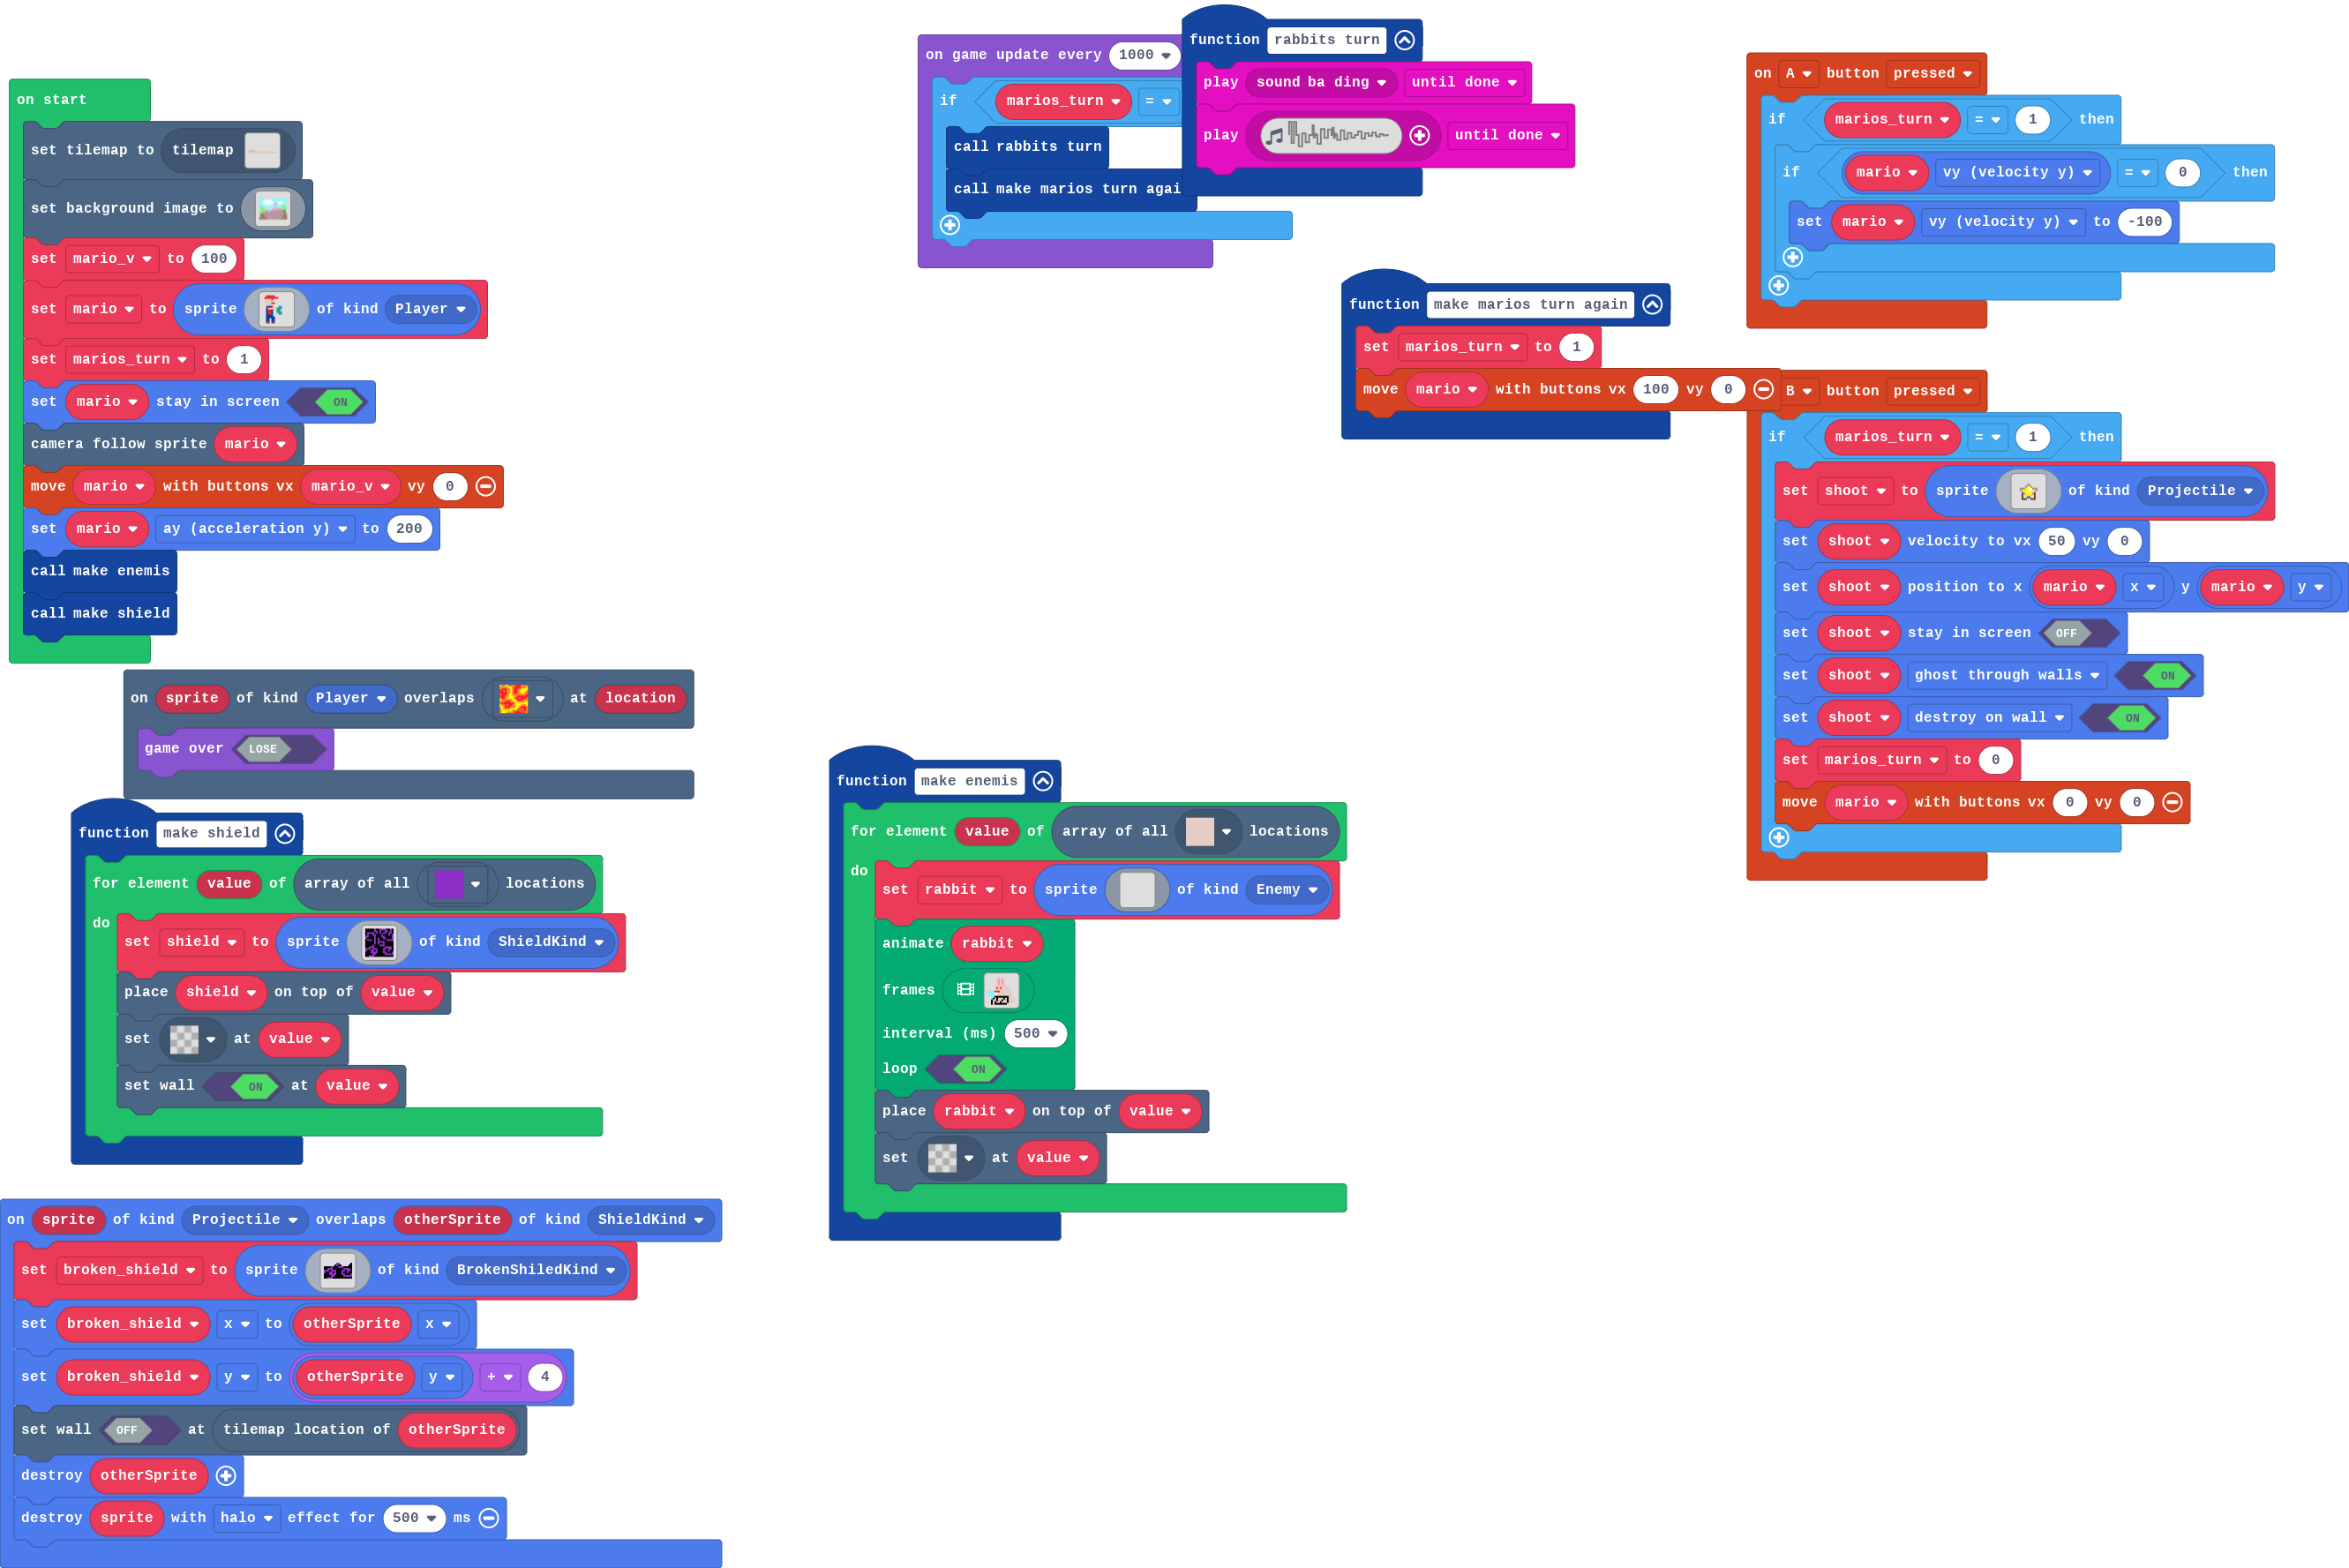 on start
set tilemap to tilemap
set background image to
set mario_v to 100
set mario to sprite of kind Player
set marios_turn to 1
set mario stay in screen ON
camera follow sprite mario
move mario with buttons vx mario_v vy 0
set mario ay (acceleration y) to 200
call make enemis
call make shield
on sprite of kind Player overlaps at location
game over LOSE
function make shield
for element value of array of all locations
do
set shield to sprite of kind ShieldKind
place shield on top of value
set at value
set wall ON at value
on sprite of kind Projectile overlaps otherSprite of kind ShieldKind
set broken_shield to sprite of kind BrokenShiledKind
set broken_shield x to otherSprite x
set broken_shield y to otherSprite y + 4
set wall OFF at tilemap location of otherSprite
destroy otherSprite
destroy sprite with halo effect for 500 ms
on game update every 1000
if marios_turn =
call rabbits turn
call make marios turn agai
function rabbits turn
play sound ba ding until done
play until done
function make marios turn again
set marios_turn to 1
move mario with buttons vx 100 vy 0
function make enemis
for element value of array of all locations
do
set rabbit to sprite of kind Enemy
animate rabbit
frames
interval (ms) 500
loop ON
place rabbit on top of value
set at value
on A button pressed
if marios_turn = 1 then
if mario vy (velocity y) = 0 then
set mario vy (velocity y) to -100
B button pressed
if marios_turn = 1 then
set shoot to sprite of kind Projectile
set shoot velocity to vx 50 vy 0
set shoot position to x mario x y mario y
set shoot stay in screen OFF
set shoot ghost through walls ON
set shoot destroy on wall ON
set marios_turn to 0
move mario with buttons vx 0 vy 0